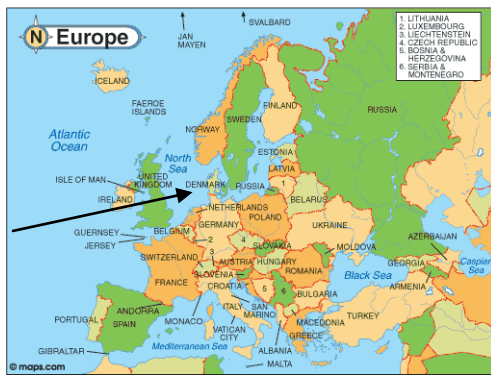 N Europe
SVALBARD
JAN
MAYEN
1. LITHUANIA
2. LUXEMBOURG
3. LIECHTENSTEIN
4. CZECH REPUBLIC
5. BOSNIA &
HERZEGOVINA
6. SERBIA &
MONTENEGRO
ICELAND
FAEROE
ISLANDS
Atlantic
Ocean
NORWAY
SWEDEN
FINLAND
RUSSIA
North
Sea
ESTONIA
LATVIA
ISLE OF MAN
UNITED
KINGDOM
DENMARK
RUSSIA
1
IRELAND
NETHERLANDS
BELARUS
POLAND
GUERNSEY
JERSEY
BELGIUM
GERMANY
UKRAINE
2
4
3
SLOVAKIA
MOLDOVA
AZERBAIJAN
SWITZERLAND
AUSTRIA
HUNGARY
GEORGIA
Caspian
Sea
SLOVENIA
ROMANIA
Black Sea
FRANCE
CROATIA
5
6
ARMENIA
ANDORRA
ITALY
SAN
MARINO
BULGARIA
PORTUGAL
SPAIN
MONACO
VATICAN
CITY
MACEDONIA
TURKEY
GREECE
GIBRALTAR
Mediterranean Sea
ALBANIA
MALTA
© maps.com